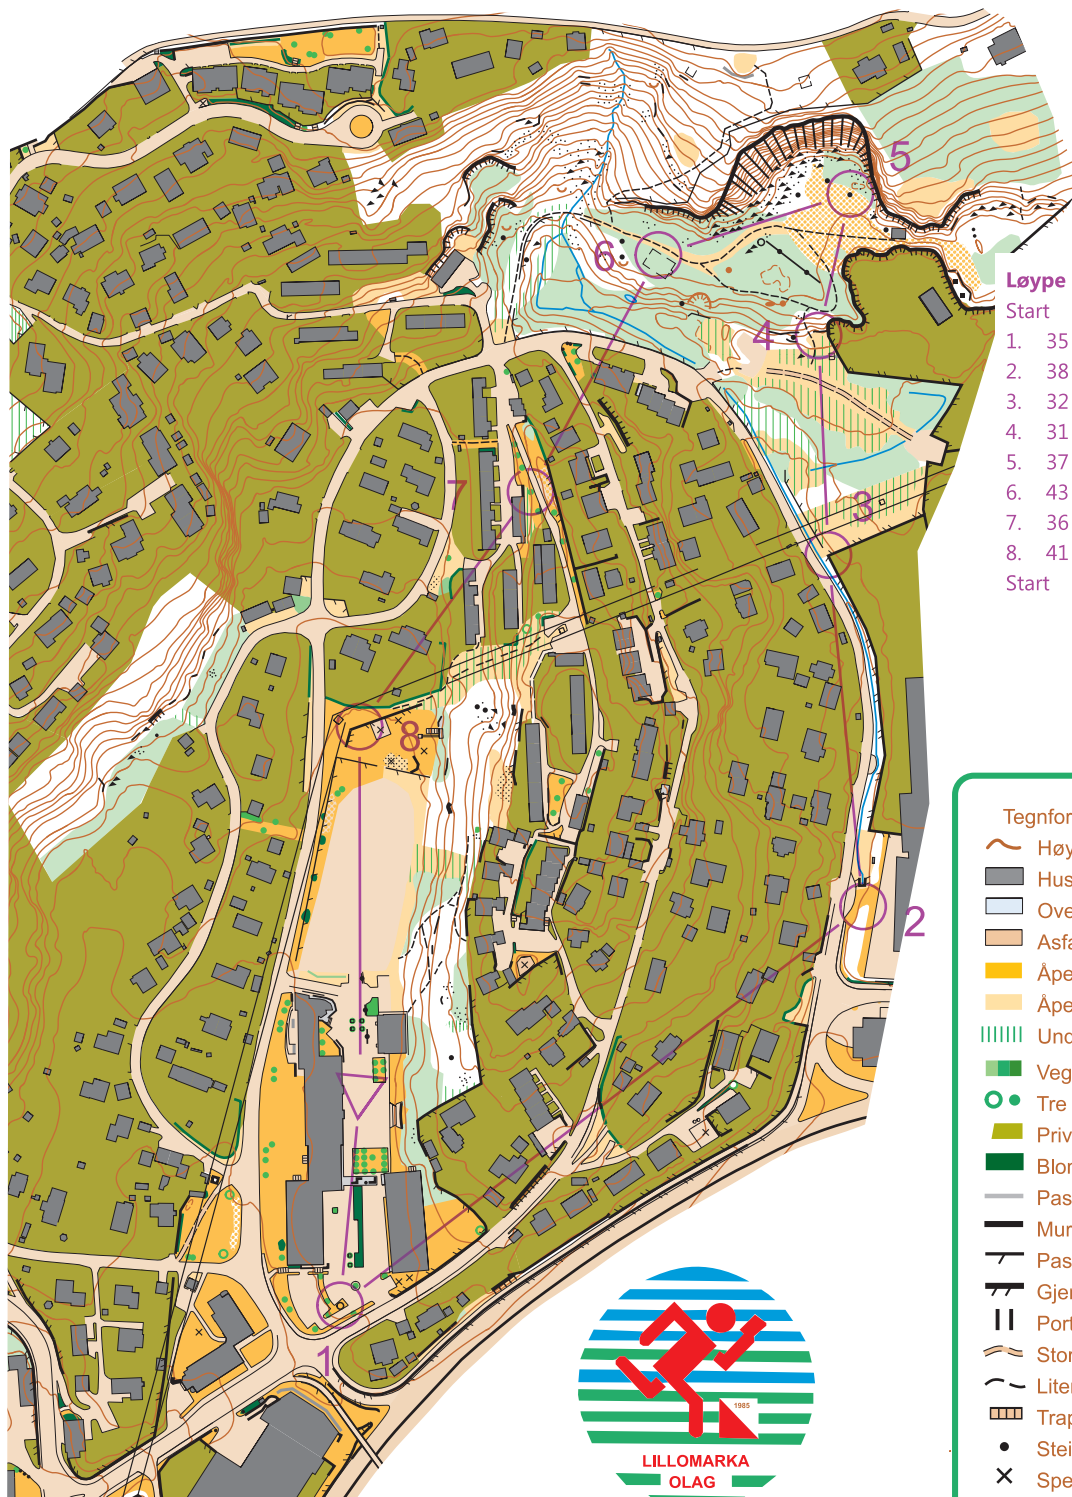 5
6
4
Løype
Start
1. 35
2. 38
3. 32
4. 31
5. 37
6. 43
7. 36
8. 41
Start
7
3
8
2
1
Tegnfor
Høy
Hus
Ove
Asfa
Åpe
Åpe
Und
Veg
Tre
Priv
Blor
Pas
Mur
Pas
Gjer
Port
Stor
Liter
Trap
Stei
Spe
1985
LILLOMARKA
OLAG